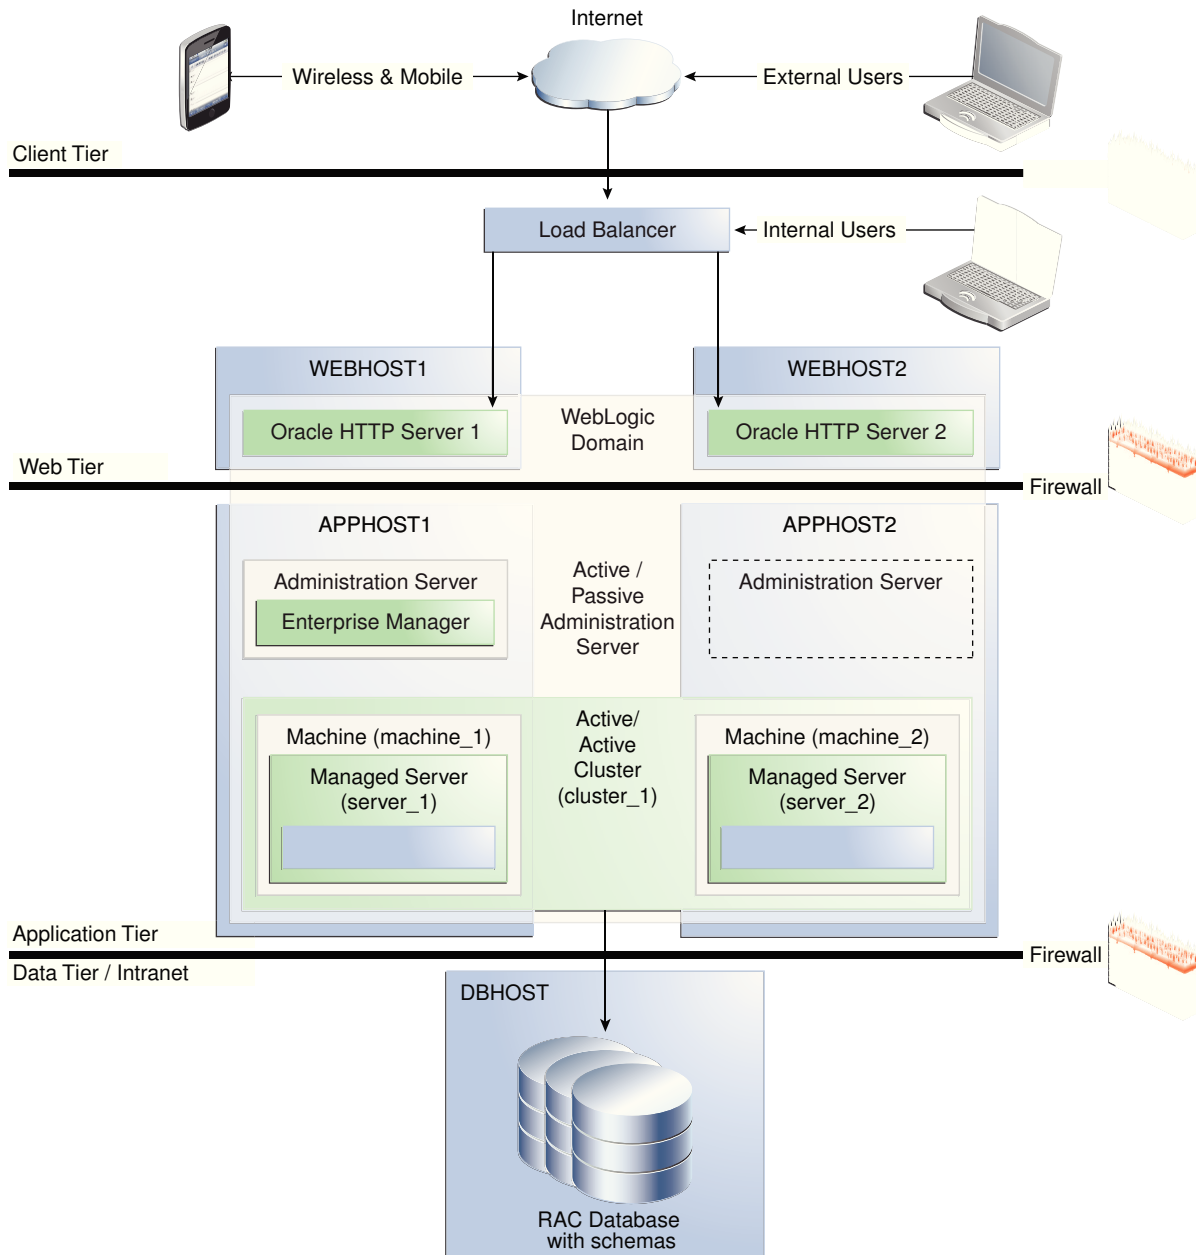 Internet
Wireless & Mobile
External Users
Client Tier
Load Balancer
Internal Users
WEBHOST1
WEBHOST2
Oracle HTTP Server 1
WebLogic
Domain
Oracle HTTP Server 2
Web Tier
Firewall
APPHOST1
APPHOST2
Administration Server
Enterprise Manager
Active /
Passive
Administration
Server
Administration Server
Machine (machine_1)
Managed Server
(server_1)
Active/
Active
Cluster
(cluster_1)
Machine (machine_2)
Managed Server
(server_2)
Application Tier
Firewall
Data Tier / Intranet
DBHOST
RAC Database
with schemas